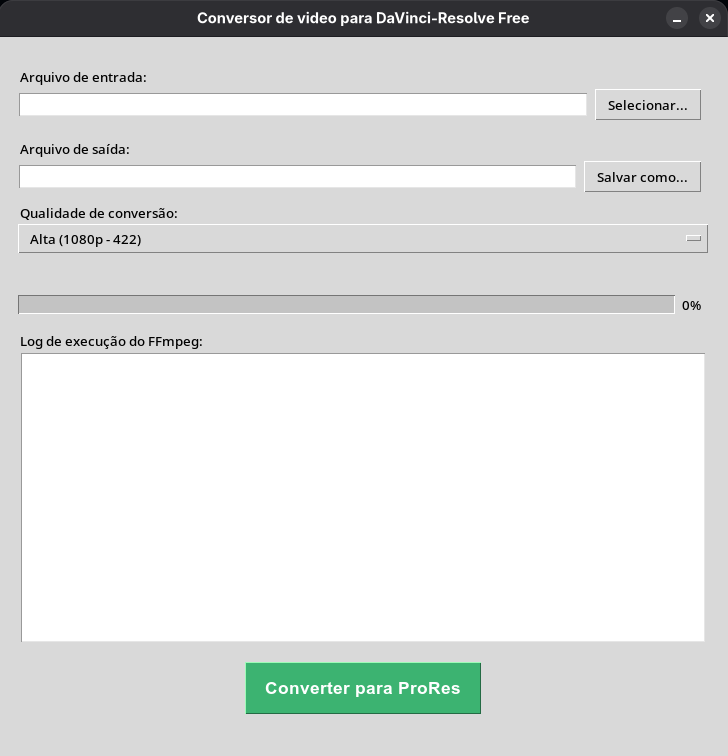 Conversor de video para DaVinci-Resolve Free
Arquivo de entrada:
Selecionar...
Arquivo de saída:
Salvar como...
Qualidade de conversão:
Alta (1080p - 422)
0%
Log de execução do FFmpeg:
Converter para ProRes